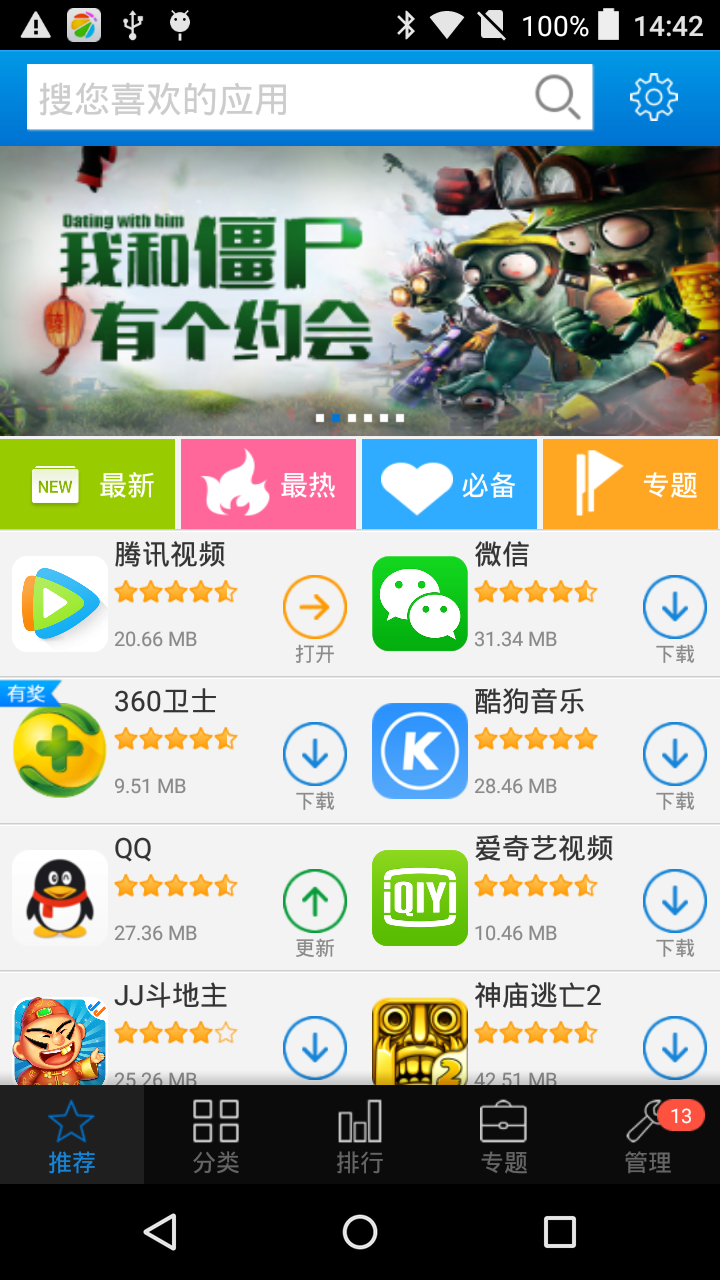 100% 14:42
搜您喜欢的应用
Dating with him
我和僵尸
有个约会
NEW 最新
最热
必备
专题
腾讯视频
20.66 MB
打开
微信
31.34 MB
下载
有奖
360卫士
9.51 MB
下载
酷狗音乐
K
28.46 MB
下载
QQ
27.36 MB
更新
爱奇艺视频
iQIYI
10.46 MB
下载
JJ斗地主
25.26 MB
神庙逃亡2
2
42.51 MB
推荐
分类
排行
专题
管理
13